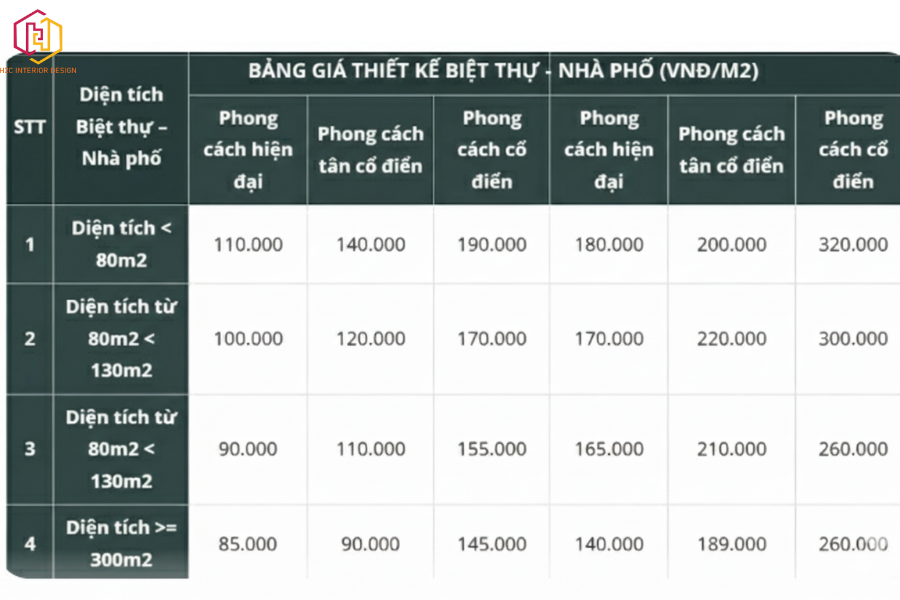 H2C INTERIOR DESIGN
BẢNG GIÁ THIẾT KẾ BIỆT THỰ - NHÀ PHỐ (VNĐ/M2)
STT
Diện tích
Biệt thự –
Nhà phố
Phong
cách hiện
đại
Phong cách
tân cổ điển
Phong
cách cổ
điển
Phong
cách hiện
đại
Phong cách
tân cổ điển
Phong
cách cổ
điển
1
Diện tích <
80m2
110.000
140.000
190.000
180.000
200.000
320.000
2
Diện tích từ
80m2 <
130m2
100.000
120.000
170.000
170.000
220.000
300.000
3
Diện tích từ
80m2 <
130m2
90.000
110.000
155.000
165.000
210.000
260.000
4
Diện tích >=
300m2
85.000
90.000
145.000
140.000
189.000
260.000